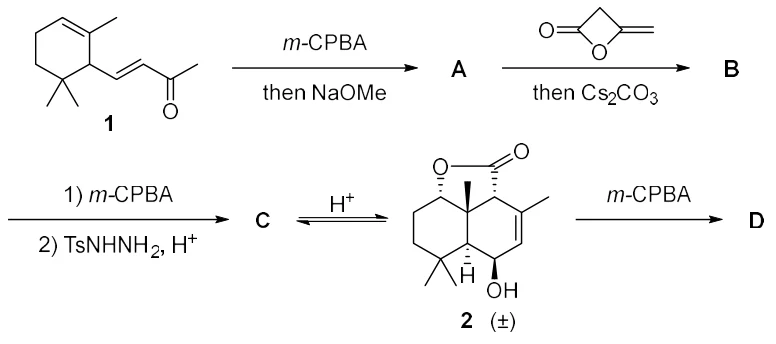 O
O
m-CPBA
then NaOMe
A
then Cs₂CO₃
B
O
1
1) m-CPBA
2) TsNHNH₂, H⁺
C
H⁺
O
O
H
H
OH
2 (±)
m-CPBA
D